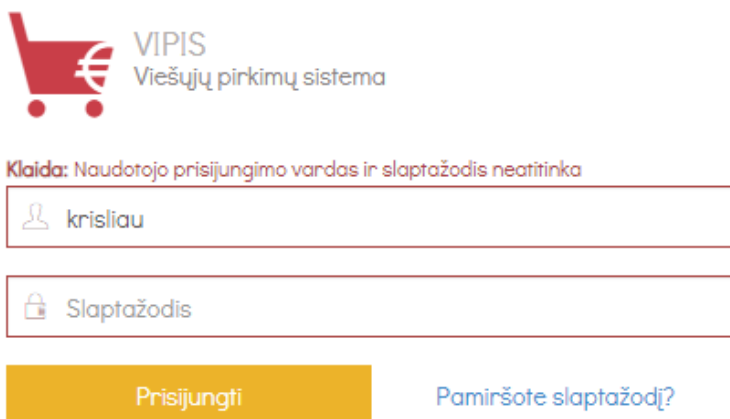 VIPIS
Viešųjų pirkimų sistema
Klaida: Naudotojo prisijungimo vardas ir slaptažodis neatitinka
krisliau
Slaptažodis
Prisijungti
Pamiršote slaptažodį?